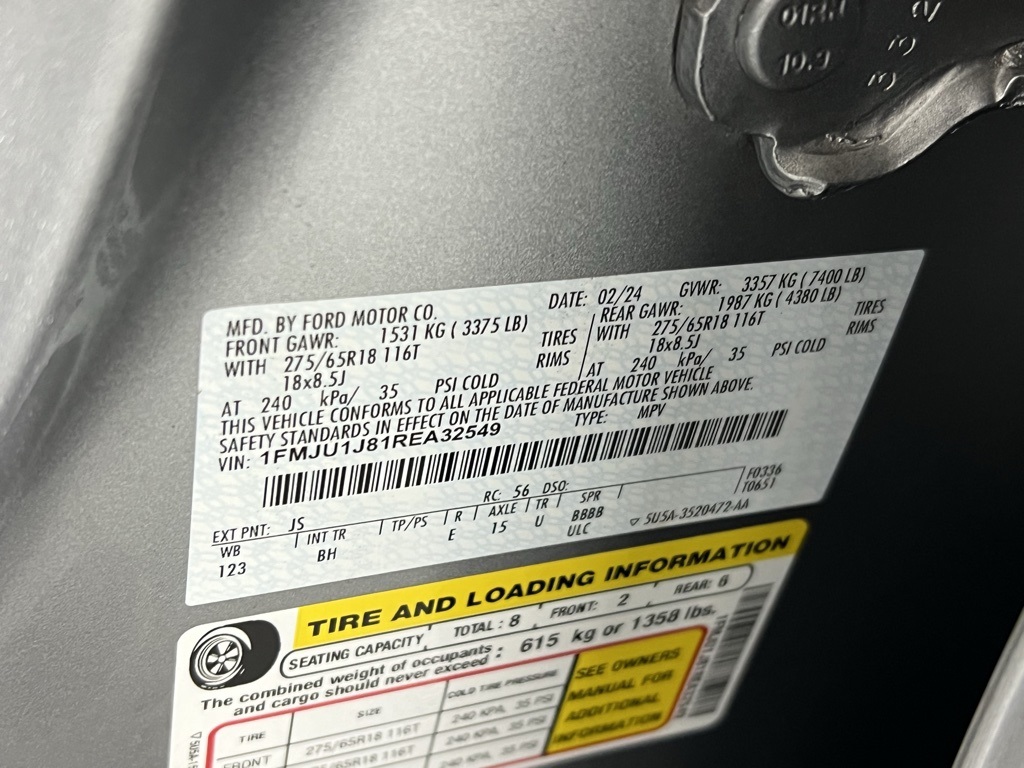 10.9
MFD. BY FORD MOTOR CO.
DATE: 02/24 GVWR: 3357 KG ( 7400 LB)
FRONT GAWR: 1531 KG ( 3375 LB)
WITH 275/65R18 116T TIRES
18x8.5J RIMS
AT 240 kPa/ 35 PSI COLD
REAR GAWR: 1987 KG ( 4380 LB)
WITH 275/65R18 116T TIRES
18x8.5J RIMS
AT 240 kPa/ 35 PSI COLD
THIS VEHICLE CONFORMS TO ALL APPLICABLE FEDERAL MOTOR VEHICLE
SAFETY STANDARDS IN EFFECT ON THE DATE OF MANUFACTURE SHOWN ABOVE.
VIN: 1FMJU1J81REA32549 TYPE: MPV
EXT PNT: JS RC: 56 DSO: F0336
T0651
WB INT TR TP/PS R AXLE TR SPR
123 BH E 15 U BBBB
ULC ▽ 5U5A-3520472-AA
TIRE AND LOADING INFORMATION
SEATING CAPACITY TOTAL : 8 FRONT: 2 REAR: 6
The combined weight of occupants
and cargo should never exceed : 615 kg or 1358 lbs.
TIRE SIZE COLD TIRE PRESSURE
FRONT 275/65R18 116T 240 KPA, 35 PSI
275/65R18 116T 240 KPA, 35 PSI
SEE OWNERS
MANUAL FOR
ADDITIONAL
INFORMATION